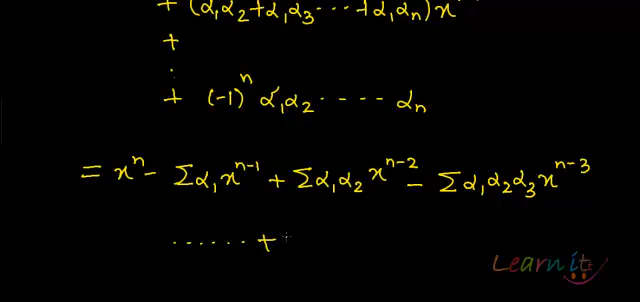 + (α₁α₂+α₁α₃ ‐‐‐‐ +α₁αₙ)x
+
⋮
+ (-1)ⁿ α₁α₂ ‐‐‐‐ αₙ
= xⁿ - Σα₁xⁿ⁻¹ + Σα₁α₂xⁿ⁻² - Σα₁α₂α₃xⁿ⁻³
...... +
Learnit